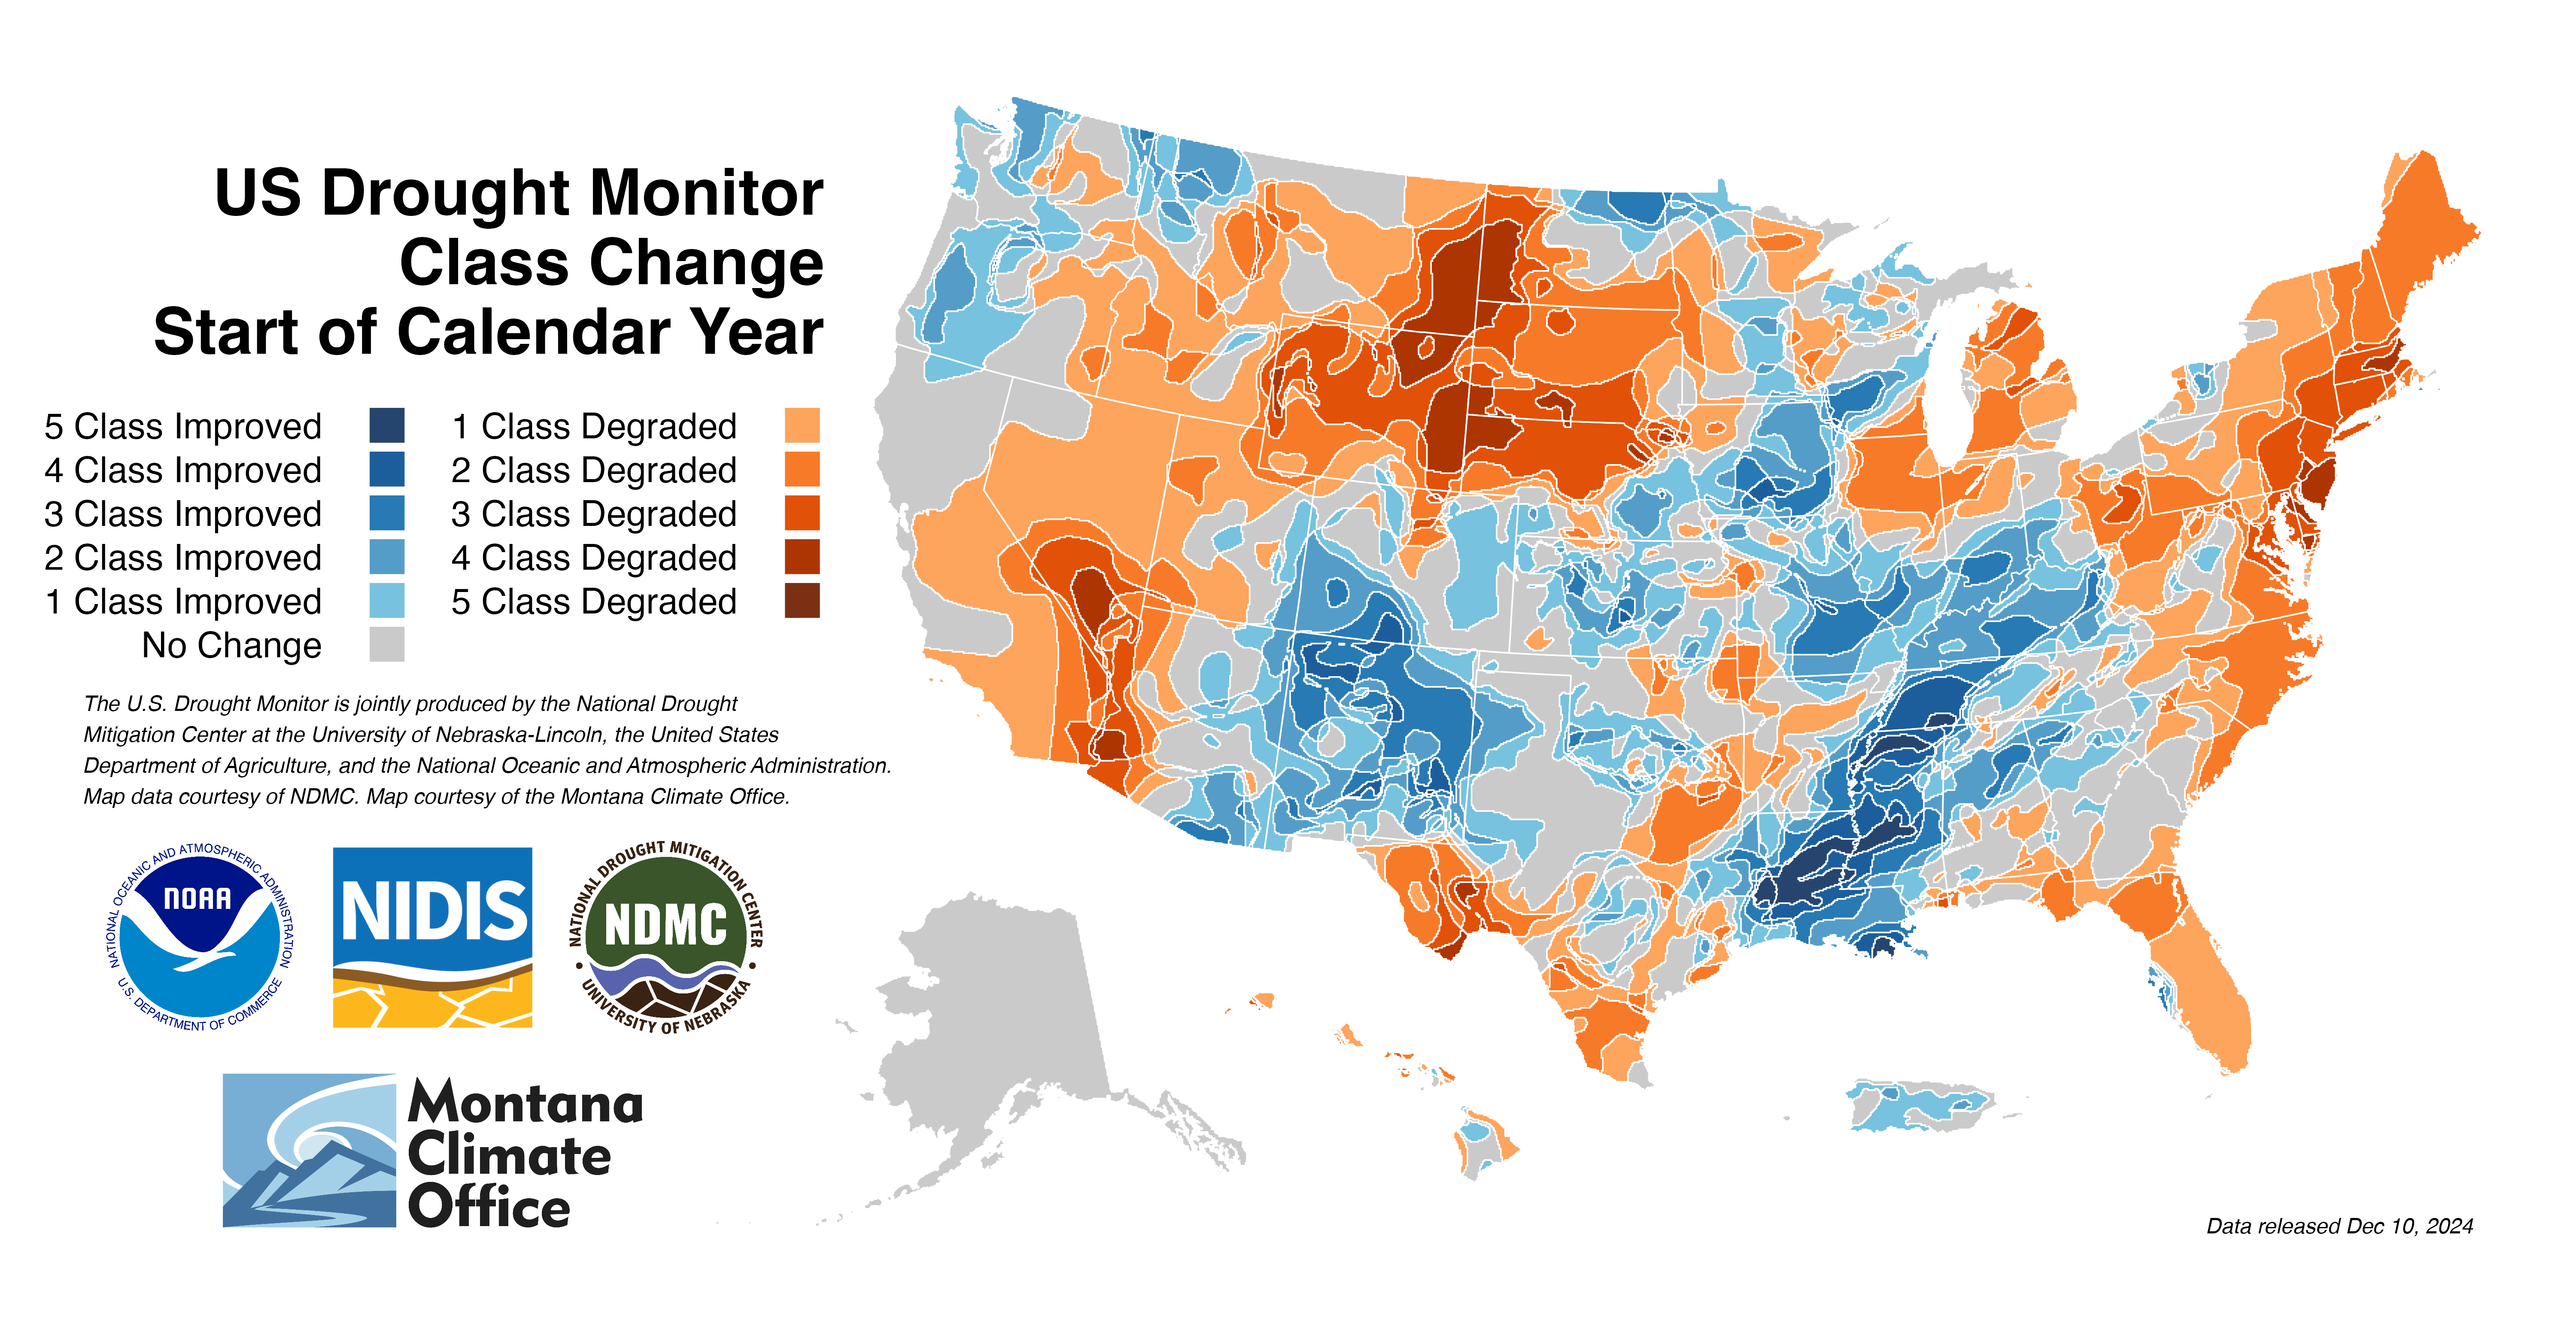 US Drought Monitor
Class Change
Start of Calendar Year
5 Class Improved
4 Class Improved
3 Class Improved
2 Class Improved
1 Class Improved
No Change
1 Class Degraded
2 Class Degraded
3 Class Degraded
4 Class Degraded
5 Class Degraded
The U.S. Drought Monitor is jointly produced by the National Drought
Mitigation Center at the University of Nebraska-Lincoln, the United States
Department of Agriculture, and the National Oceanic and Atmospheric Administration.
Map data courtesy of NDMC. Map courtesy of the Montana Climate Office.
NATIONAL OCEANIC AND ATMOSPHERIC ADMINISTRATION
NOAA
U.S. DEPARTMENT OF COMMERCE
NIDIS
NATIONAL DROUGHT MITIGATION CENTER
NDMC
UNIVERSITY OF NEBRASKA
Montana
Climate
Office
Data released Dec 10, 2024